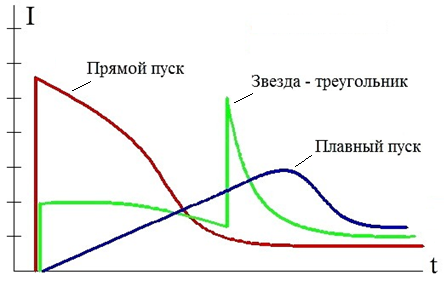 I
Прямой пуск
Звезда - треугольник
Плавный пуск
t